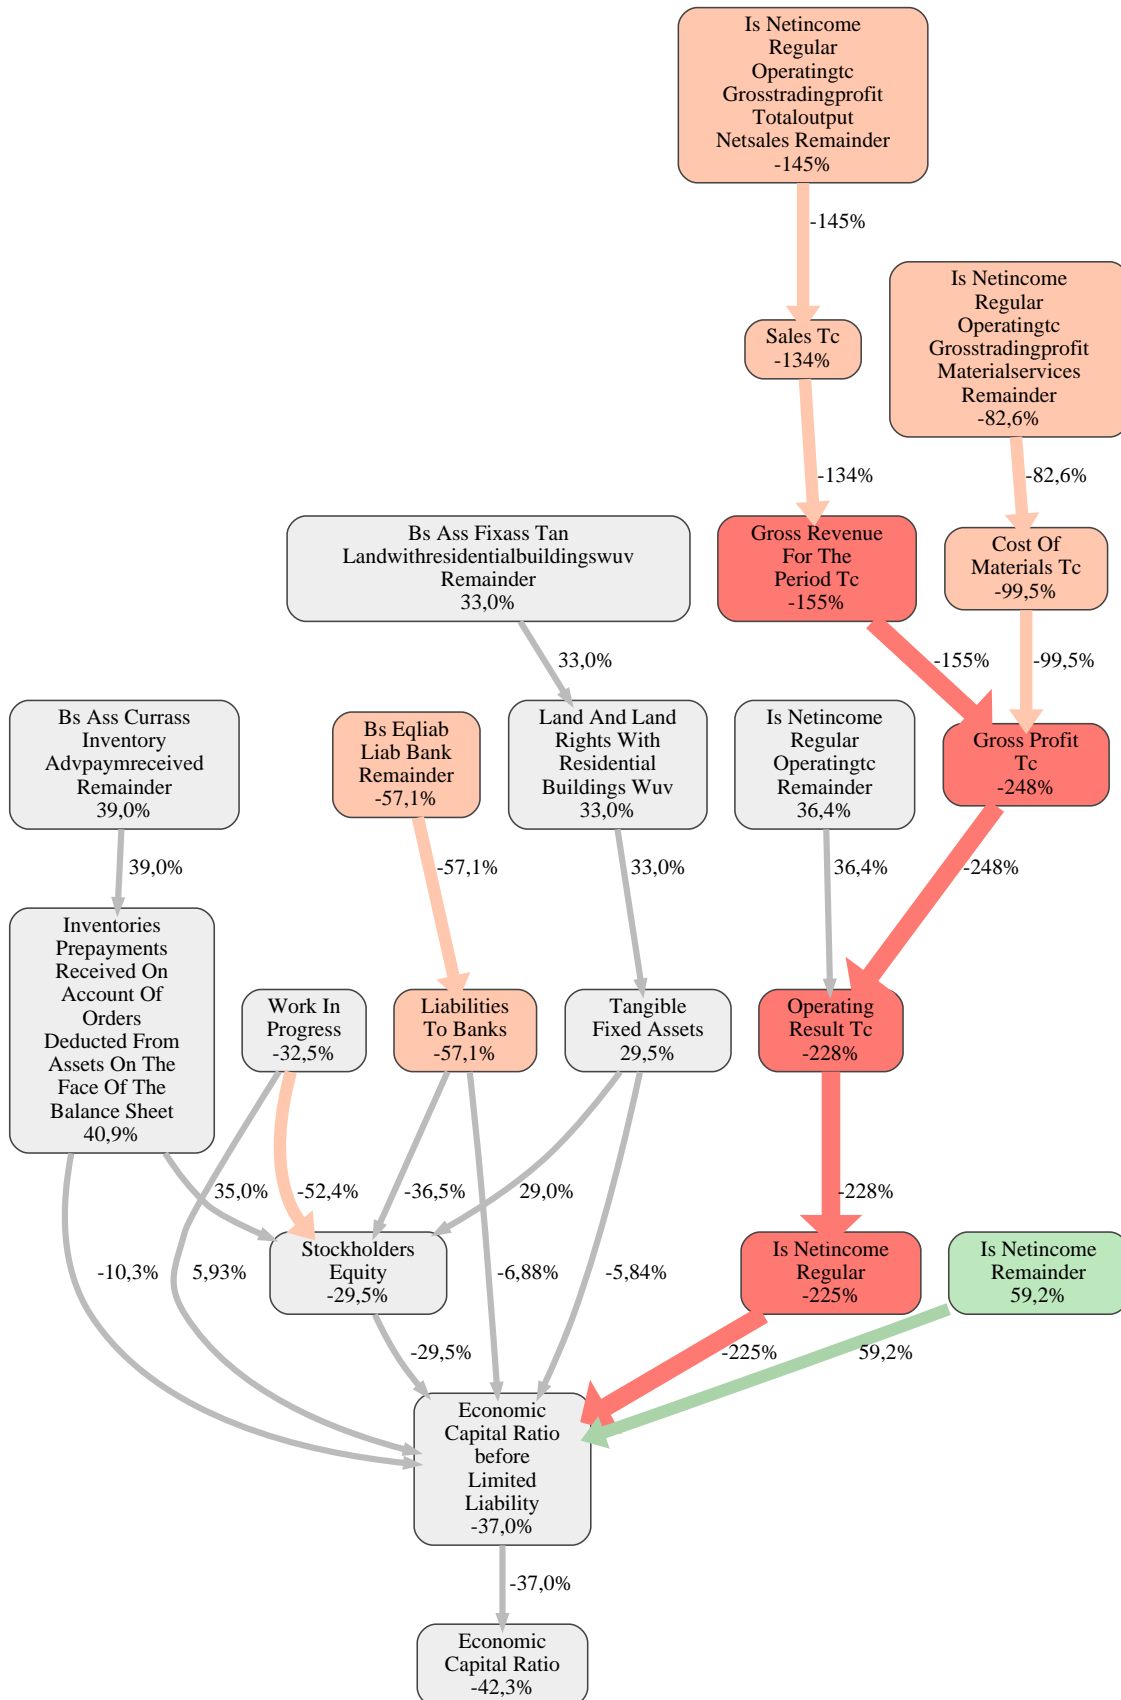 Is Netincome
Regular
Operatingtc
Grosstradingprofit
Totaloutput
Netsales Remainder
-145%
-145%
Is Netincome
Regular
Operatingtc
Grosstradingprofit
Materialservices
Remainder
-82,6%
Sales Tc
-134%
-134%
-82,6%
Bs Ass Fixass Tan
Landwithresidentialbuildingswuv
Remainder
33,0%
Gross Revenue
For The
Period Tc
-155%
Cost Of
Materials Tc
-99,5%
33,0%
-155%
-99,5%
Bs Ass Currass
Inventory
Advpaymreceived
Remainder
39,0%
Bs Eqliab
Liab Bank
Remainder
-57,1%
Land And Land
Rights With
Residential
Buildings Wuv
33,0%
Is Netincome
Regular
Operatingtc
Remainder
36,4%
Gross Profit
Tc
-248%
39,0%
-57,1%
33,0%
36,4%
-248%
Inventories
Prepayments
Received On
Account Of
Orders
Deducted From
Assets On The
Face Of The
Balance Sheet
40,9%
Work In
Progress
-32,5%
Liabilities
To Banks
-57,1%
Tangible
Fixed Assets
29,5%
Operating
Result Tc
-228%
35,0%
-52,4%
-36,5%
29,0%
-228%
Stockholders
Equity
-29,5%
Is Netincome
Regular
-225%
Is Netincome
Remainder
59,2%
-10,3%
5,93%
-6,88%
-5,84%
-29,5%
-225%
59,2%
Economic
Capital Ratio
before
Limited
Liability
-37,0%
-37,0%
Economic
Capital Ratio
-42,3%